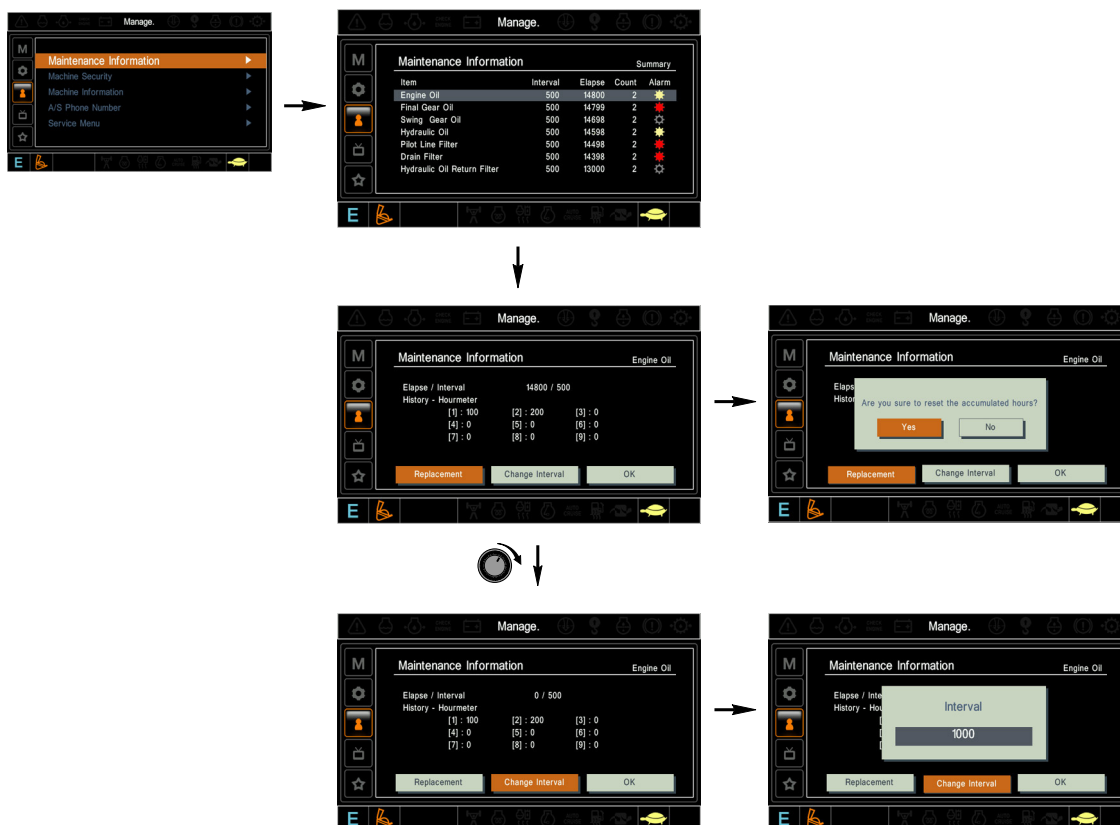 Manage.
M
Maintenance Information
Machine Security
Machine Information
A/S Phone Number
Service Menu
E
Manage.
M
Maintenance Information Summary
Item Interval Elapse Count Alarm
Engine Oil 500 14800 2
Final Gear Oil 500 14799 2
Swing Gear Oil 500 14698 2
Hydraulic Oil 500 14598 2
Pilot Line Filter 500 14498 2
Drain Filter 500 14398 2
Hydraulic Oil Return Filter 500 13000 2
E
Manage.
M
Maintenance Information Engine Oil
Elapse / Interval 14800 / 500
History - Hourmeter
[1] : 100 [2] : 200 [3] : 0
[4] : 0 [5] : 0 [6] : 0
[7] : 0 [8] : 0 [9] : 0
Replacement Change Interval OK
E
Manage.
M
Maintenance Information Engine Oil
Elaps
Histor
Are you sure to reset the accumulated hours?
Yes No
Replacement Change Interval OK
E
Manage.
M
Maintenance Information Engine Oil
Elapse / Interval 0 / 500
History - Hourmeter
[1] : 100 [2] : 200 [3] : 0
[4] : 0 [5] : 0 [6] : 0
[7] : 0 [8] : 0 [9] : 0
Replacement Change Interval OK
E
Manage.
M
Maintenance Information Engine Oil
Elapse / Inte
History - Hou
[
[
[
Interval
1000
Replacement Change Interval OK
E